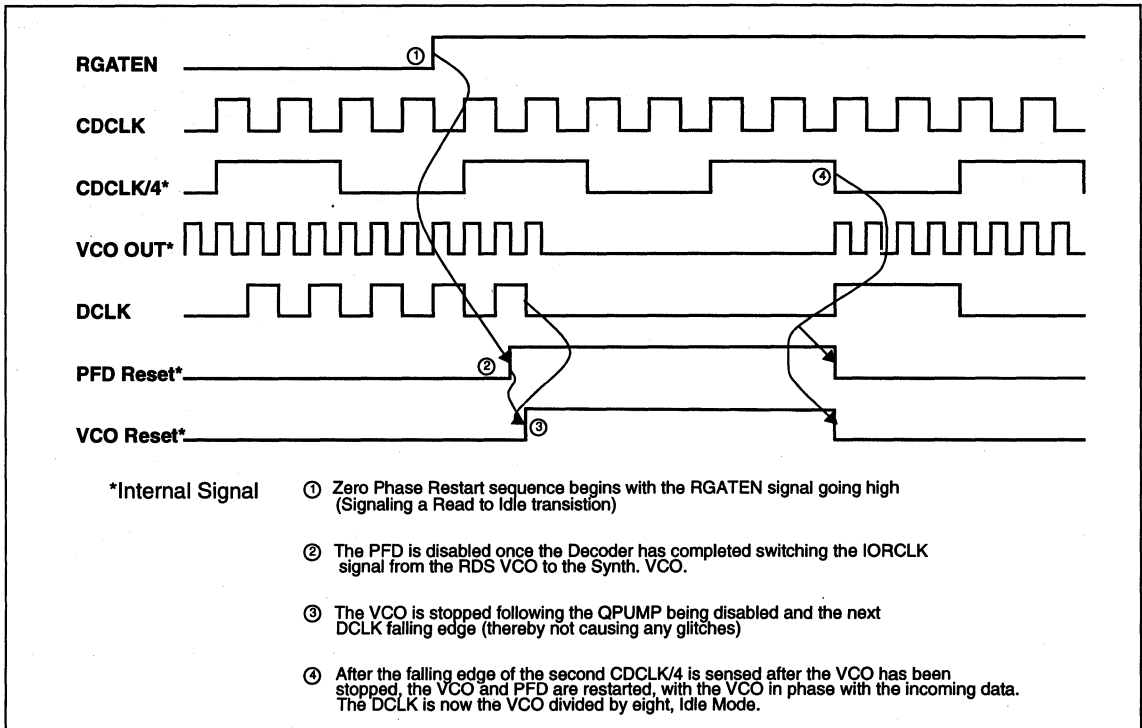 RGATEN
①
CDCLK
CDCLK/4*
④
VCO OUT*
DCLK
PFD Reset*
②
VCO Reset*
③
*Internal Signal
① Zero Phase Restart sequence begins with the RGATEN signal going high
(Signaling a Read to Idle transistion)
② The PFD is disabled once the Decoder has completed switching the IORCLK
signal from the RDS VCO to the Synth. VCO.
③ The VCO is stopped following the QPUMP being disabled and the next
DCLK falling edge (thereby not causing any glitches)
④ After the falling edge of the second CDCLK/4 is sensed after the VCO has been
stopped, the VCO and PFD are restarted, with the VCO in phase with the incoming data.
The DCLK is now the VCO divided by eight, Idle Mode.